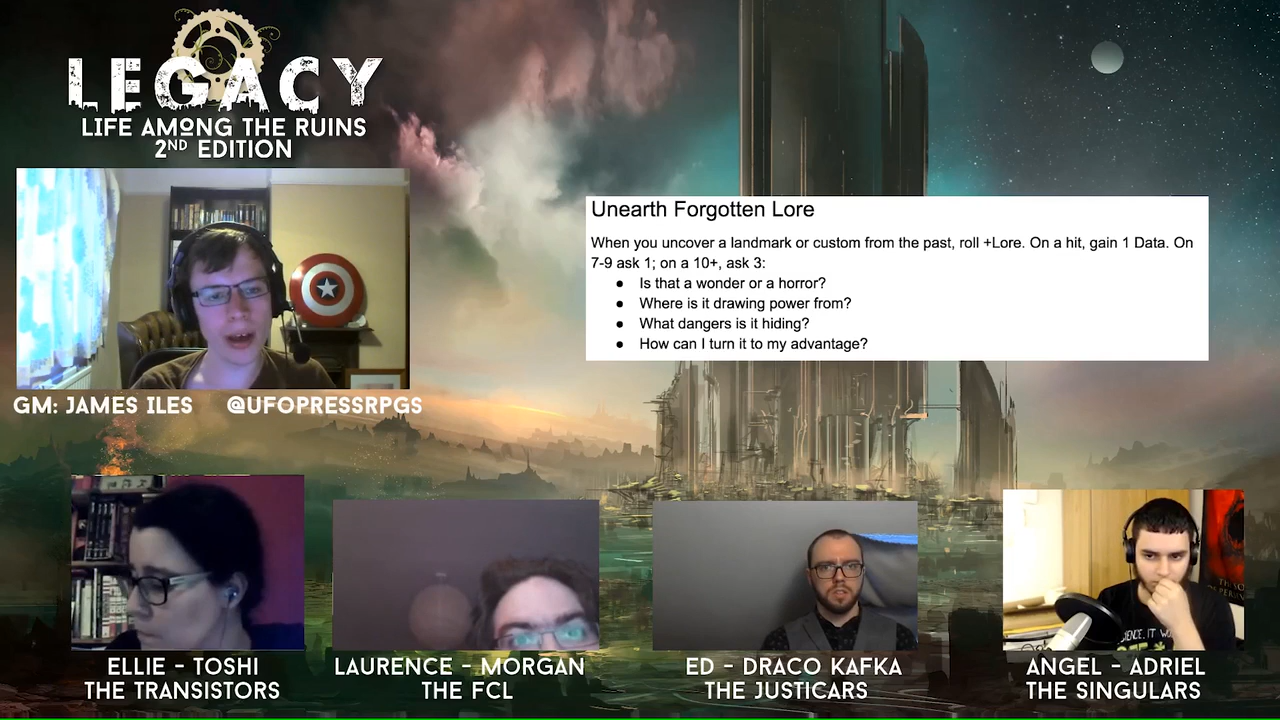 LEGACY
LIFE AMONG THE RUINS
2ND EDITION
Unearth Forgotten Lore
When you uncover a landmark or custom from the past, roll +Lore. On a hit, gain 1 Data. On
7-9 ask 1; on a 10+, ask 3:
● Is that a wonder or a horror?
● Where is it drawing power from?
● What dangers is it hiding?
● How can I turn it to my advantage?
GM: JAMES ILES @UFOPRESSRPGS
ELLIE – TOSHI
THE TRANSISTORS
LAURENCE – MORGAN
THE FCL
ED – DRACO KAFKA
THE JUSTICARS
ANGEL – ADRIEL
THE SINGULARS